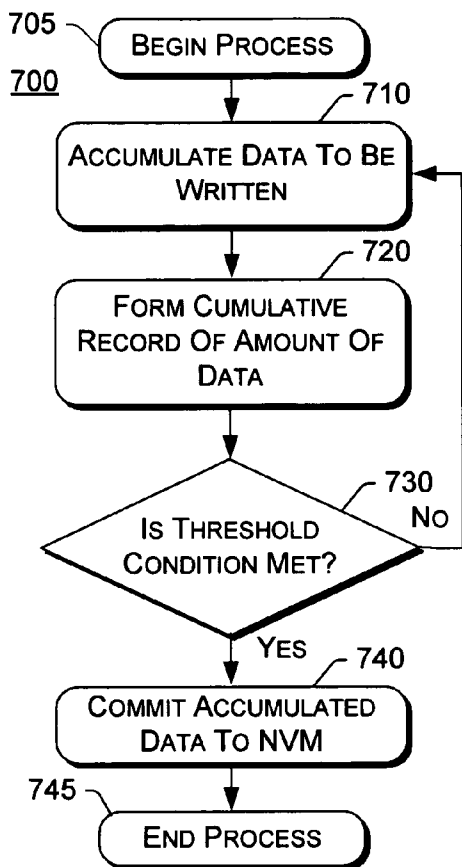 705
BEGIN PROCESS
700
710
ACCUMULATE DATA TO BE
WRITTEN
720
FORM CUMULATIVE
RECORD OF AMOUNT OF
DATA
730
NO
IS THRESHOLD
CONDITION MET?
YES
740
COMMIT ACCUMULATED
DATA TO NVM
745
END PROCESS